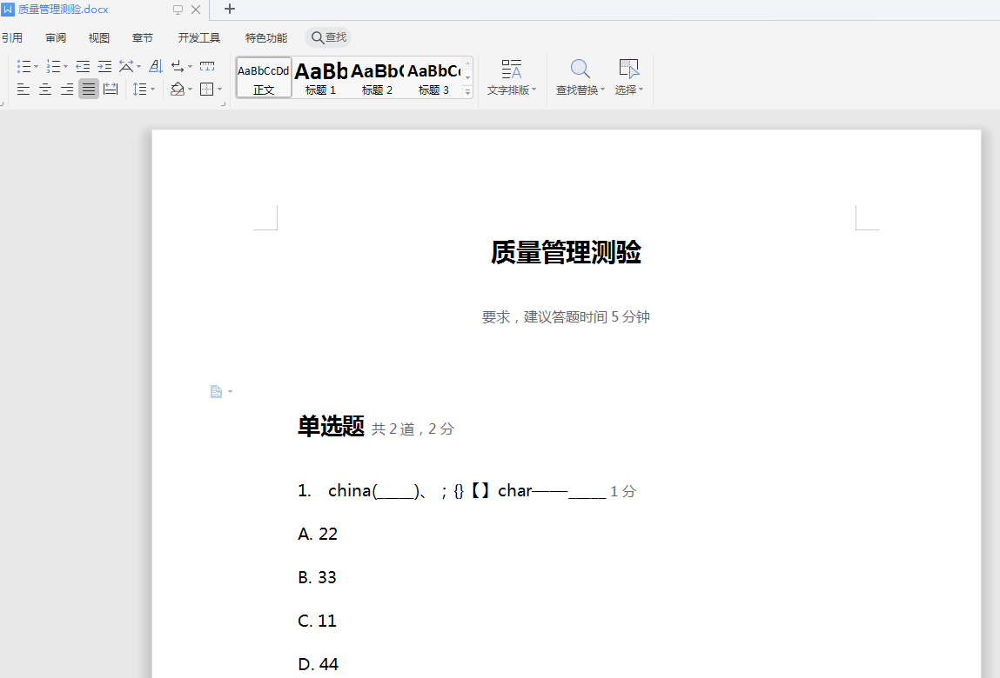 质量管理测验.docx
引用 审阅 视图 章节 开发工具 特色功能 查找
AaBbCcDd AaBb AaBb( AaBbC
正文 标题 1 标题 2 标题 3 文字排版 查找替换 选择
质量管理测验
要求，建议答题时间 5 分钟
单选题 共 2 道，2 分
1. china(_____)、；{}【】char——_____ 1 分
A. 22
B. 33
C. 11
D. 44